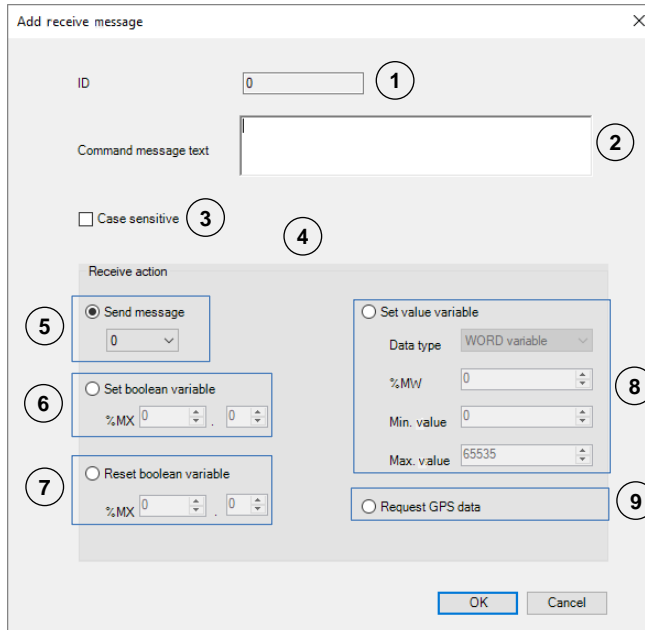 Add receive message
ID 0 1
Command message text 2
Case sensitive 3
4
Receive action
5 Send message
0
6 Set boolean variable
%MX 0 . 0
7 Reset boolean variable
%MX 0 . 0
Set value variable 8
Data type WORD variable
%MW 0
Min. value 0
Max. value 65535
Request GPS data 9
OK Cancel